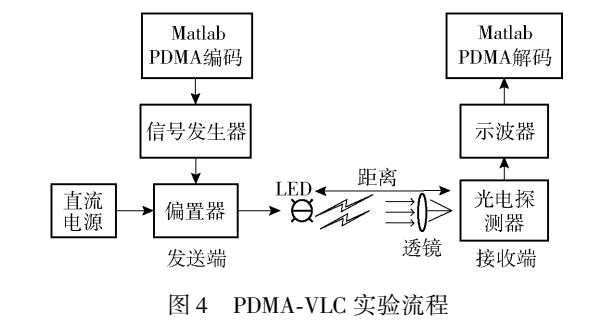 Matlab
PDMA编码
Matlab
PDMA解码
信号发生器
示波器
直流
电源
偏置器
LED
距离
透镜
光电探
测器
发送端
接收端
图4 PDMA-VLC 实验流程